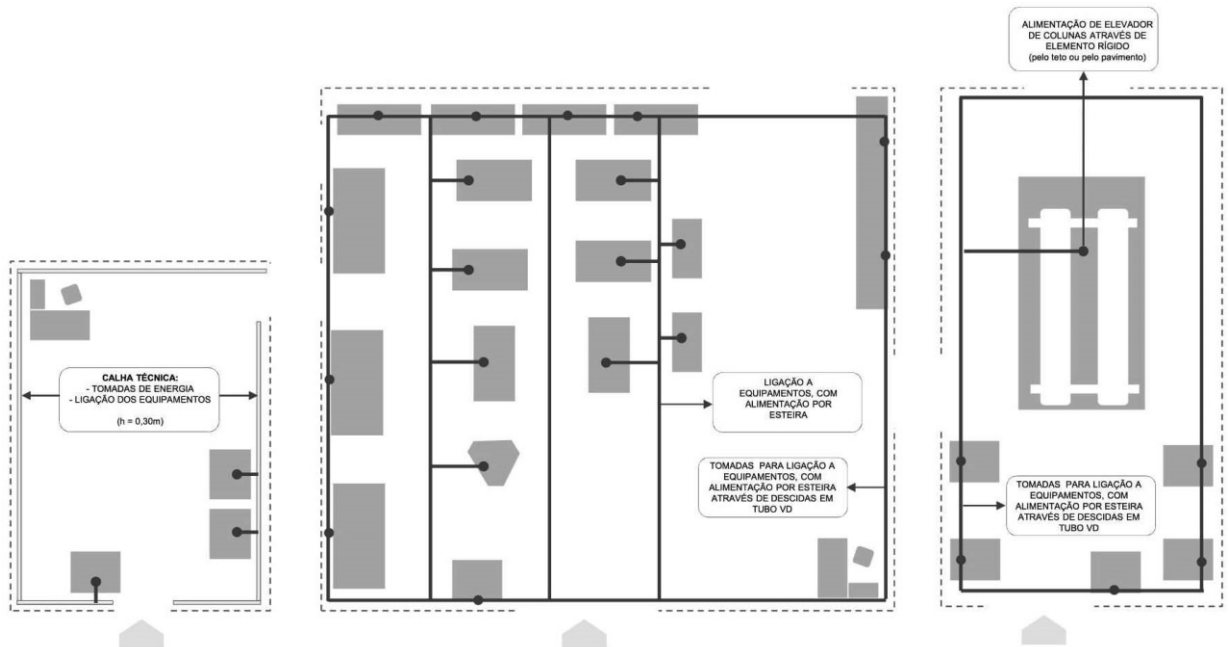 ALIMENTAÇÃO DE ELEVADOR
DE COLUNAS ATRAVÉS DE
ELEMENTO RÍGIDO
(pelo teto ou pelo pavimento)
CALHA TÉCNICA:
- TOMADAS DE ENERGIA
- LIGAÇÃO DOS EQUIPAMENTOS
(h = 0,30m)
LIGAÇÃO A
EQUIPAMENTOS, COM
ALIMENTAÇÃO POR
ESTEIRA
TOMADAS PARA LIGAÇÃO A
EQUIPAMENTOS, COM
ALIMENTAÇÃO POR ESTEIRA
ATRAVÉS DE DESCIDAS EM
TUBO VD
TOMADAS PARA LIGAÇÃO A
EQUIPAMENTOS, COM
ALIMENTAÇÃO POR ESTEIRA
ATRAVÉS DE DESCIDAS EM
TUBO VD